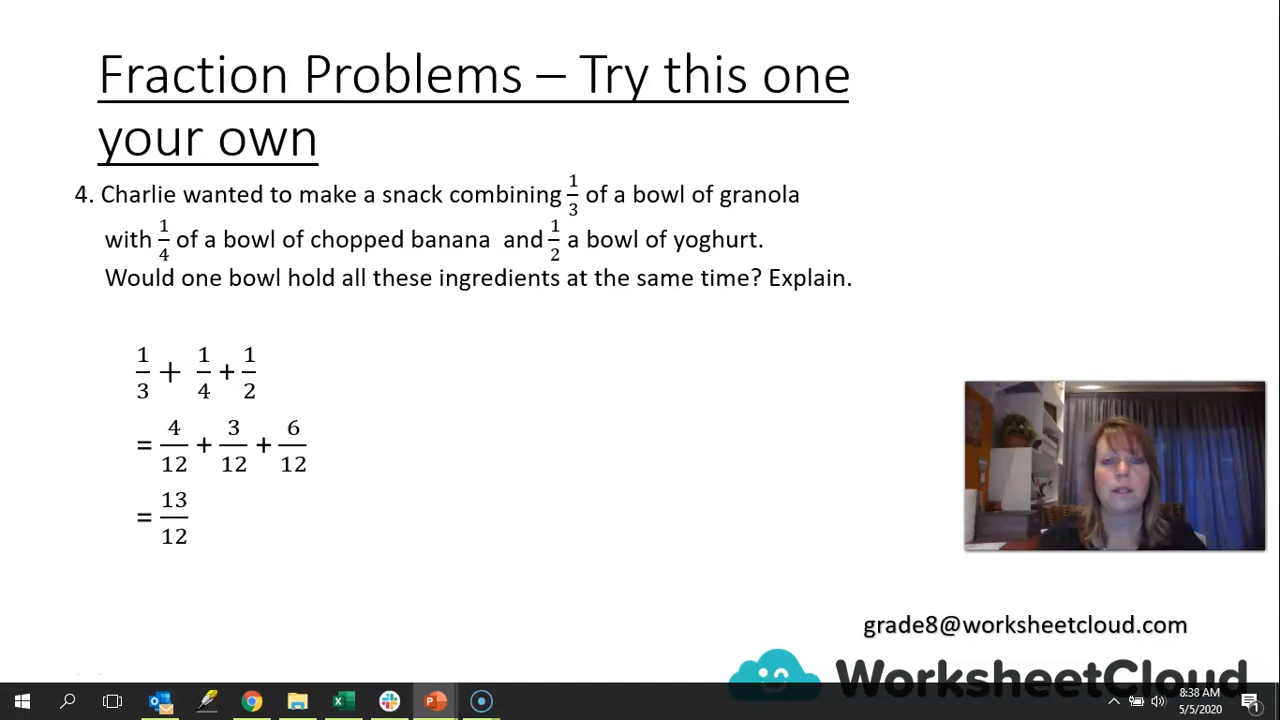 Fraction Problems – Try this one
your own
4. Charlie wanted to make a snack combining 1/3 of a bowl of granola
with 1/4 of a bowl of chopped banana and 1/2 a bowl of yoghurt.
Would one bowl hold all these ingredients at the same time? Explain.
1/3 + 1/4 + 1/2
= 4/12 + 3/12 + 6/12
= 13/12
grade8@worksheetcloud.com
WorksheetCloud
8:38 AM
5/5/2020
1